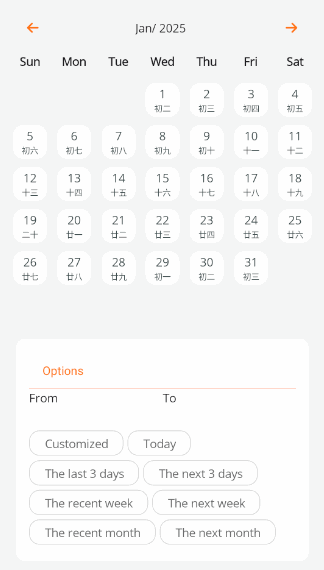 Jan/ 2025
Sun Mon Tue Wed Thu Fri Sat
1 2 3 4
初二 初三 初四 初五
5 6 7 8 9 10 11
初六 初七 初八 初九 初十 十一 十二
12 13 14 15 16 17 18
十三 十四 十五 十六 十七 十八 十九
19 20 21 22 23 24 25
二十 廿一 廿二 廿三 廿四 廿五 廿六
26 27 28 29 30 31
廿七 廿八 廿九 初一 初二 初三
Options
From To
Customized Today
The last 3 days The next 3 days
The recent week The next week
The recent month The next month